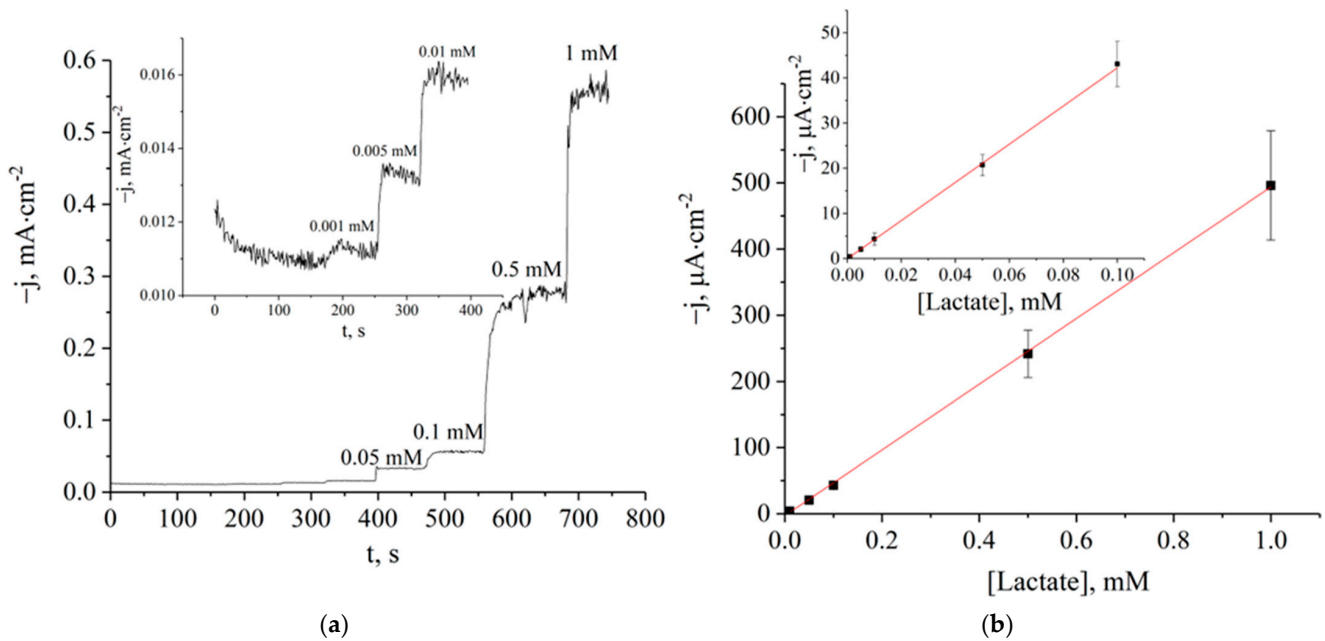 −j, mA·cm-2
0.6
0.5
0.4
0.3
0.2
0.1
0.0
0 100 200 300 400 500 600 700 800
t, s
0.05 mM
0.1 mM
0.5 mM
1 mM
−j, mA·cm-2
0.016
0.014
0.011
0.010
0 100 200 300 400
t, s
0.001 mM
0.005 mM
0.01 mM
(a)
−j, µA·cm-2
600
500
400
300
200
100
0
0.0 0.2 0.4 0.6 0.8 1.0
[Lactate], mM
−j, µA·cm-2
50
40
30
20
10
0
0.02 0.04 0.06 0.08 0.10
[Lactate], mM
(b)